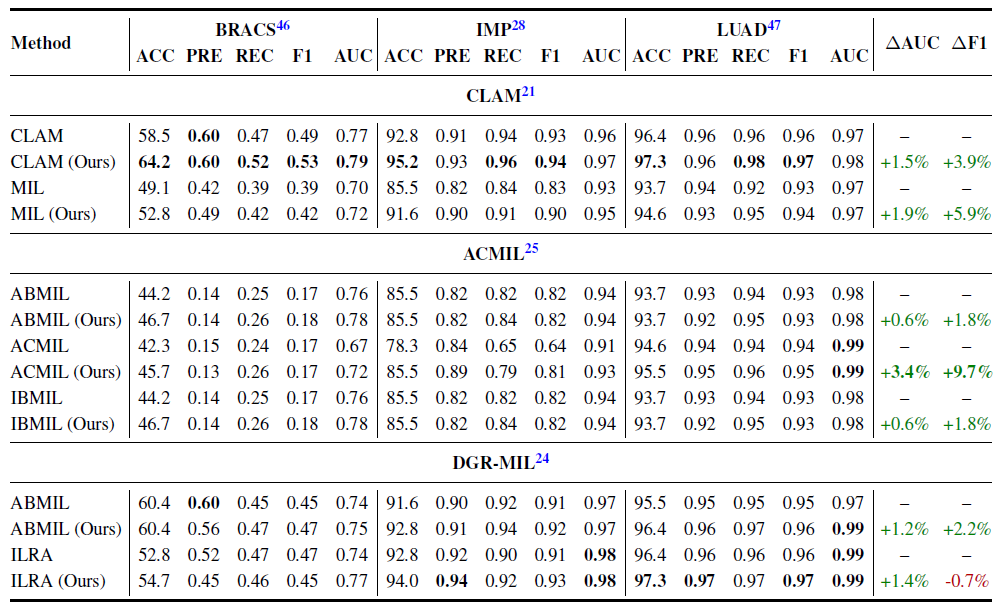 Method BRACS46 IMP28 LUAD47 △AUC △F1
ACC PRE REC F1 AUC ACC PRE REC F1 AUC ACC PRE REC F1 AUC
CLAM21
CLAM 58.5 0.60 0.47 0.49 0.77 92.8 0.91 0.94 0.93 0.96 96.4 0.96 0.96 0.96 0.97 – –
CLAM (Ours) 64.2 0.60 0.52 0.53 0.79 95.2 0.93 0.96 0.94 0.97 97.3 0.96 0.98 0.97 0.98 +1.5% +3.9%
MIL 49.1 0.42 0.39 0.39 0.70 85.5 0.82 0.84 0.83 0.93 93.7 0.94 0.92 0.93 0.97 – –
MIL (Ours) 52.8 0.49 0.42 0.42 0.72 91.6 0.90 0.91 0.90 0.95 94.6 0.93 0.95 0.94 0.97 +1.9% +5.9%
ACMIL25
ABMIL 44.2 0.14 0.25 0.17 0.76 85.5 0.82 0.82 0.82 0.94 93.7 0.93 0.94 0.93 0.98 – –
ABMIL (Ours) 46.7 0.14 0.26 0.18 0.78 85.5 0.82 0.84 0.82 0.94 93.7 0.92 0.95 0.93 0.98 +0.6% +1.8%
ACMIL 42.3 0.15 0.24 0.17 0.67 78.3 0.84 0.65 0.64 0.91 94.6 0.94 0.94 0.94 0.99 – –
ACMIL (Ours) 45.7 0.13 0.26 0.17 0.72 85.5 0.89 0.79 0.81 0.93 95.5 0.95 0.96 0.95 0.99 +3.4% +9.7%
IBMIL 44.2 0.14 0.25 0.17 0.76 85.5 0.82 0.82 0.82 0.94 93.7 0.93 0.94 0.93 0.98 – –
IBMIL (Ours) 46.7 0.14 0.26 0.18 0.78 85.5 0.82 0.84 0.82 0.94 93.7 0.92 0.95 0.93 0.98 +0.6% +1.8%
DGR-MIL24
ABMIL 60.4 0.60 0.45 0.45 0.74 91.6 0.90 0.92 0.91 0.97 95.5 0.95 0.95 0.95 0.97 – –
ABMIL (Ours) 60.4 0.56 0.47 0.47 0.75 92.8 0.91 0.94 0.92 0.97 96.4 0.96 0.97 0.96 0.99 +1.2% +2.2%
ILRA 52.8 0.52 0.47 0.47 0.74 92.8 0.92 0.90 0.91 0.98 96.4 0.96 0.96 0.96 0.99 – –
ILRA (Ours) 54.7 0.45 0.46 0.45 0.77 94.0 0.94 0.92 0.93 0.98 97.3 0.97 0.97 0.97 0.99 +1.4% -0.7%